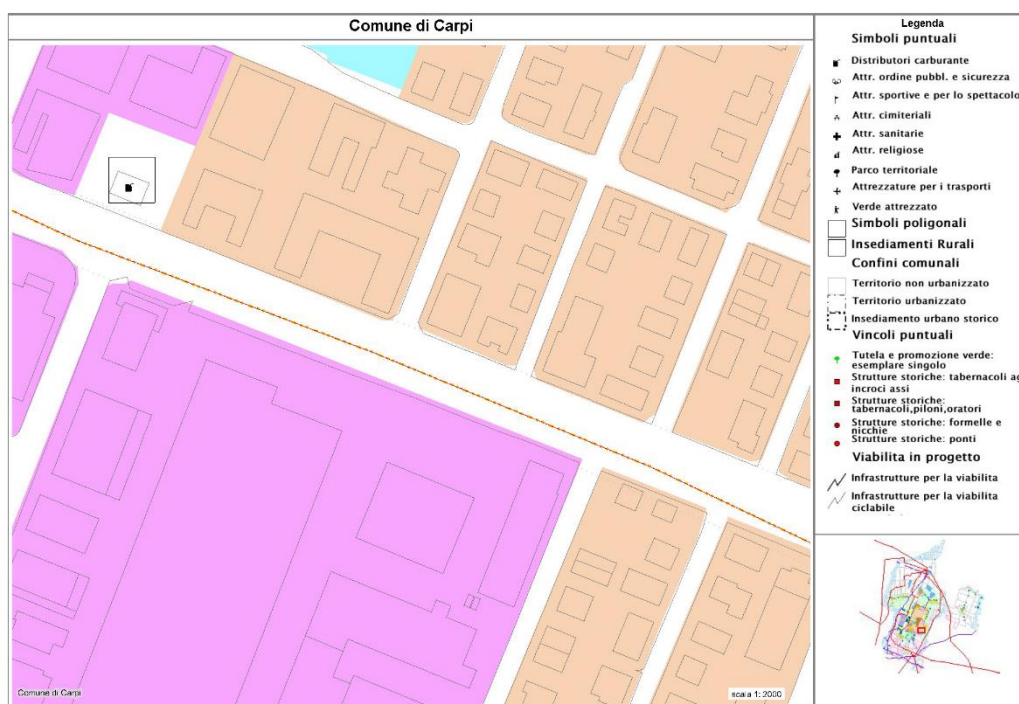 Comune di Carpi
Legenda
Simboli puntuali
Distributori carburante
Attr. ordine pubbl. e sicurezza
Attr. sportive e per lo spettacolo
Attr. cimiteriali
Attr. sanitarie
Attr. religiose
Parco territoriale
Attrezzature per i trasporti
Verde attrezzato
Simboli poligonali
Insediamenti Rurali
Confini comunali
Territorio non urbanizzato
Territorio urbanizzato
Insediamento urbano storico
Vincoli puntuali
Tutela e promozione verde:
esemplare singolo
Strutture storiche: tabernacoli ag
incroci assi
Strutture storiche:
tabernacoli,piloni,oratori
Strutture storiche: formelle e
nicchie
Strutture storiche: ponti
Viabilita in progetto
Infrastrutture per la viabilita
Infrastrutture per la viabilita
ciclabile
Comune di Carpi
scala 1: 2000